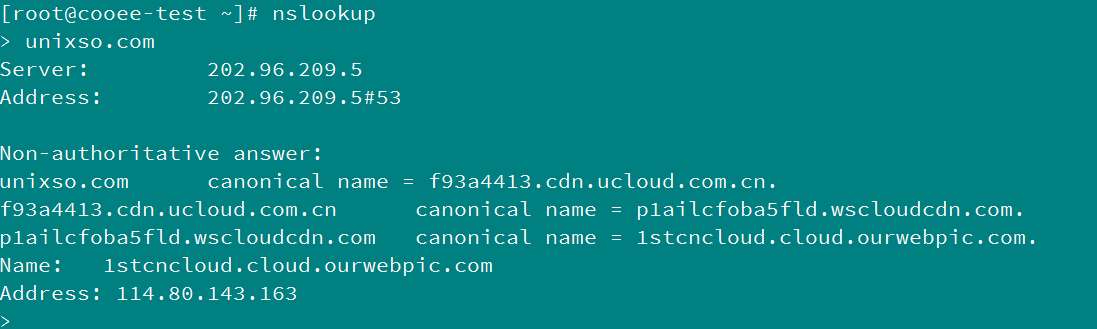 [root@cooee-test ~]# nslookup
> unixso.com
Server:         202.96.209.5
Address:        202.96.209.5#53

Non-authoritative answer:
unixso.com      canonical name = f93a4413.cdn.ucloud.com.cn.
f93a4413.cdn.ucloud.com.cn      canonical name = p1ailcfoba5fld.wscloudcdn.com.
p1ailcfoba5fld.wscloudcdn.com   canonical name = 1stcncloud.cloud.ourwebpic.com.
Name:   1stcncloud.cloud.ourwebpic.com
Address: 114.80.143.163
>